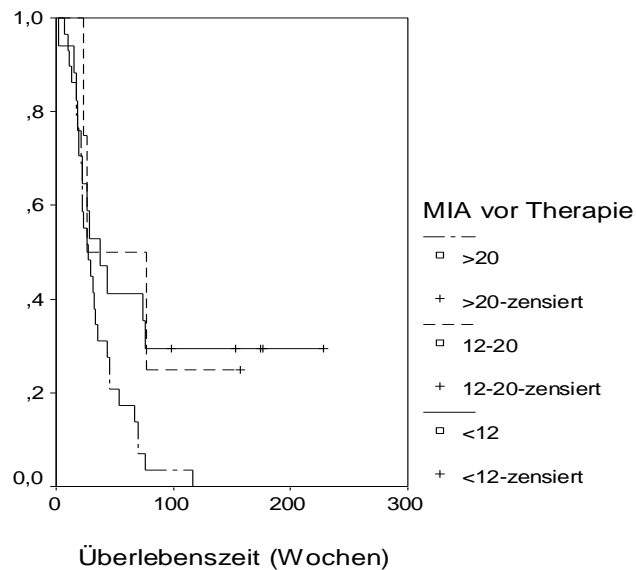 1,0
,8
,6
,4
,2
0,0
0
100
200
300
Überlebenszeit (Wochen)
MIA vor Therapie
>20
>20-zensiert
12-20
12-20-zensiert
<12
<12-zensiert